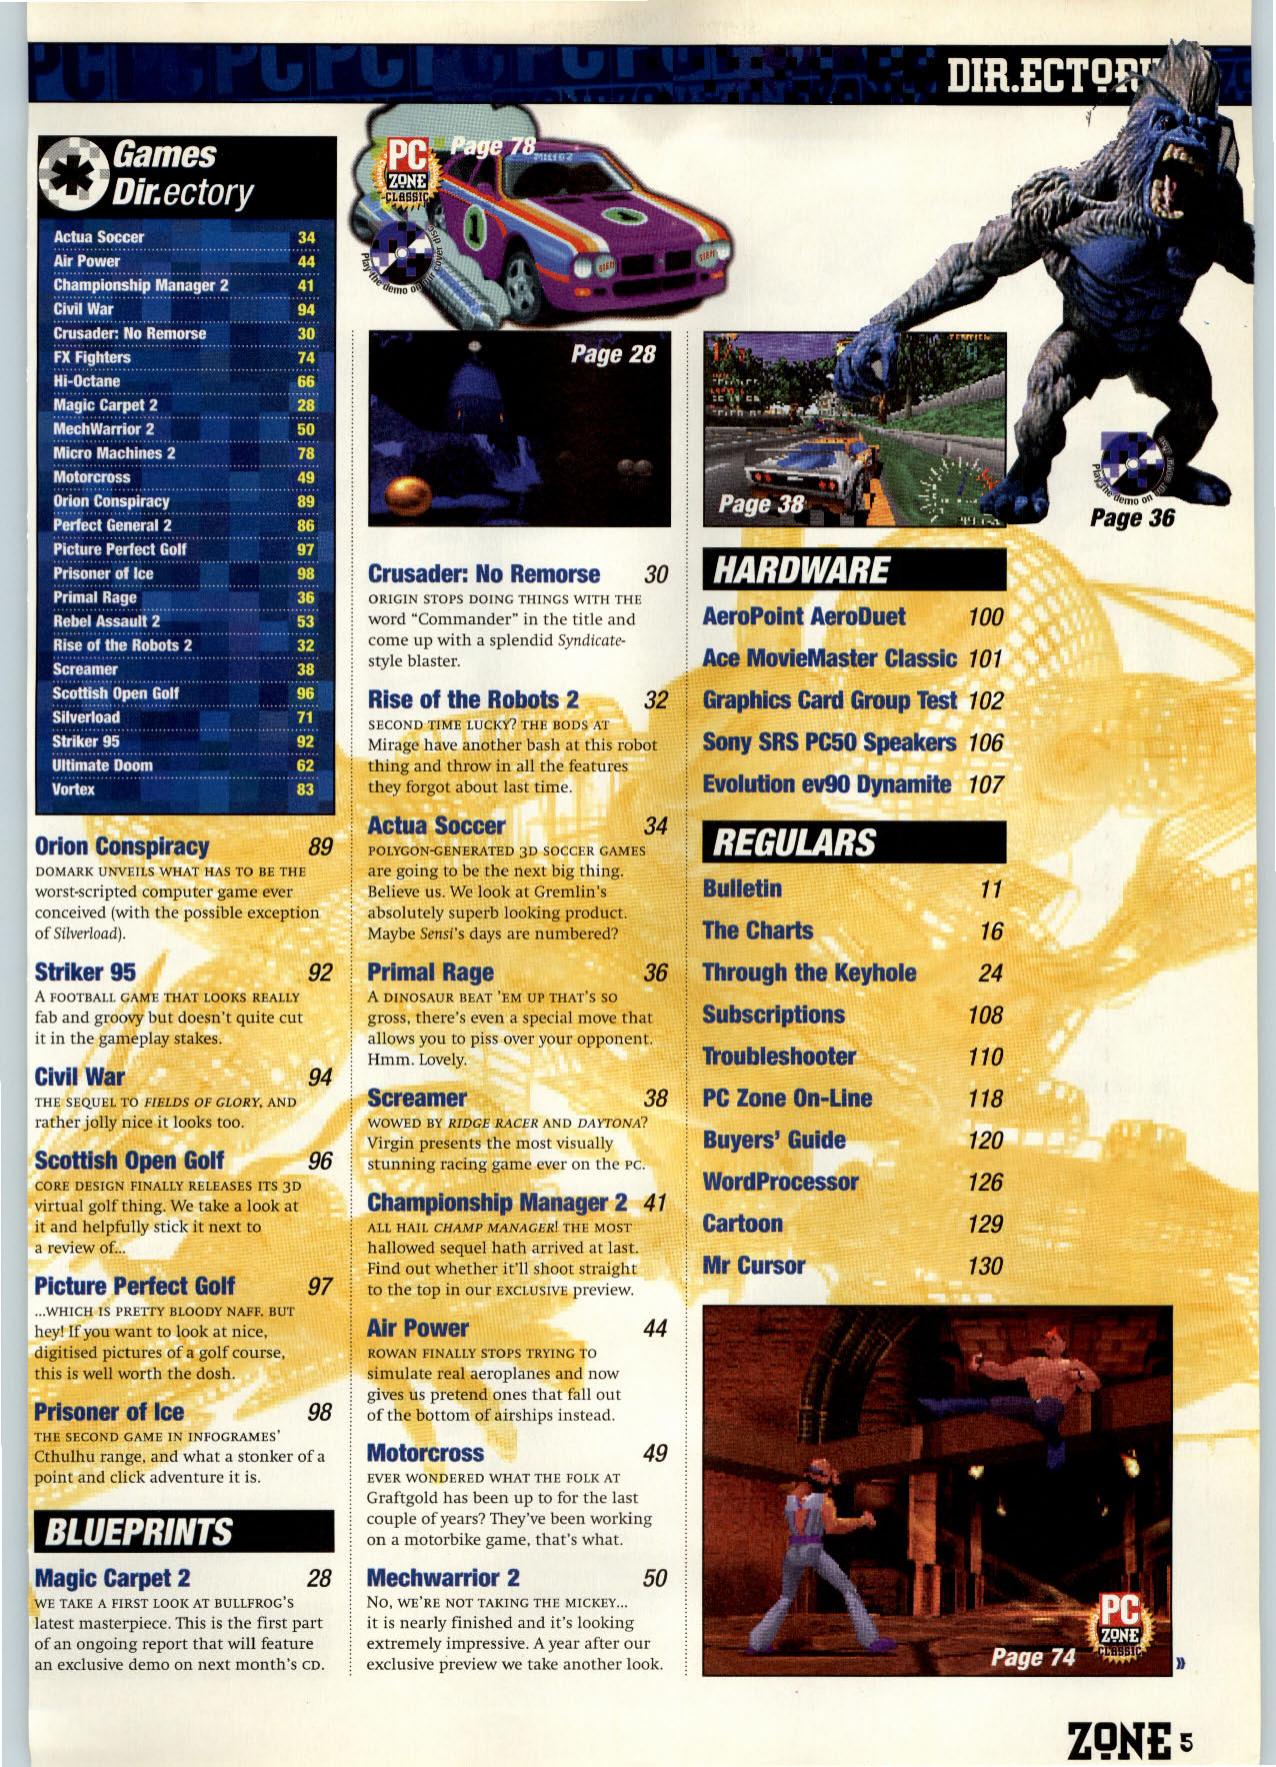 DIR.ECTORY
Games
Dir.ectory
Actua Soccer 34
Air Power 44
Championship Manager 2 41
Civil War 94
Crusader: No Remorse 30
FX Fighters 74
Hi-Octane 66
Magic Carpet 2 28
MechWarrior 2 50
Micro Machines 2 78
Motorcross 49
Orion Conspiracy 89
Perfect General 2 86
Picture Perfect Golf 97
Prisoner of Ice 98
Primal Rage 36
Rebel Assault 2 53
Rise of the Robots 2 32
Screamer 38
Scottish Open Golf 96
Silverload 71
Striker 95 92
Ultimate Doom 62
Vortex 83
Orion Conspiracy 89
DOMARK UNVEILS WHAT HAS TO BE THE
worst-scripted computer game ever
conceived (with the possible exception
of Silverload).
Striker 95 92
A FOOTBALL GAME THAT LOOKS REALLY
fab and groovy but doesn't quite cut
it in the gameplay stakes.
Civil War 94
THE SEQUEL TO FIELDS OF GLORY, AND
rather jolly nice it looks too.
Scottish Open Golf 96
CORE DESIGN FINALLY RELEASES ITS 3D
virtual golf thing. We take a look at
it and helpfully stick it next to
a review of...
Picture Perfect Golf 97
...WHICH IS PRETTY BLOODY NAFF. BUT
hey! If you want to look at nice,
digitised pictures of a golf course,
this is well worth the dosh.
Prisoner of Ice 98
THE SECOND GAME IN INFOGRAMES'
Cthulhu range, and what a stonker of a
point and click adventure it is.
BLUEPRINTS
Magic Carpet 2 28
WE TAKE A FIRST LOOK AT BULLFROG'S
latest masterpiece. This is the first part
of an ongoing report that will feature
an exclusive demo on next month's CD.
Page 78
PC
ZONE
CLASSIC
Play the demo on our cover disc
1
1
Page 28
Crusader: No Remorse 30
ORIGIN STOPS DOING THINGS WITH THE
word "Commander" in the title and
come up with a splendid Syndicate-
style blaster.
Rise of the Robots 2 32
SECOND TIME LUCKY? THE BODS AT
Mirage have another bash at this robot
thing and throw in all the features
they forgot about last time.
Actua Soccer 34
POLYGON-GENERATED 3D SOCCER GAMES
are going to be the next big thing.
Believe us. We look at Gremlin's
absolutely superb looking product.
Maybe Sensi's days are numbered?
Primal Rage 36
A DINOSAUR BEAT 'EM UP THAT'S SO
gross, there's even a special move that
allows you to piss over your opponent.
Hmm. Lovely.
Screamer 38
WOWED BY RIDGE RACER AND DAYTONA?
Virgin presents the most visually
stunning racing game ever on the PC.
Championship Manager 2 41
ALL HAIL CHAMP MANAGER! THE MOST
hallowed sequel hath arrived at last.
Find out whether it'll shoot straight
to the top in our EXCLUSIVE preview.
Air Power 44
ROWAN FINALLY STOPS TRYING TO
simulate real aeroplanes and now
gives us pretend ones that fall out
of the bottom of airships instead.
Motorcross 49
EVER WONDERED WHAT THE FOLK AT
Graftgold has been up to for the last
couple of years? They've been working
on a motorbike game, that's what.
Mechwarrior 2 50
NO, WE'RE NOT TAKING THE MICKEY...
it is nearly finished and it's looking
extremely impressive. A year after our
exclusive preview we take another look.
Page 38
Play the demo on our
Page 36
HARDWARE
AeroPoint AeroDuet 100
Ace MovieMaster Classic 101
Graphics Card Group Test 102
Sony SRS PC50 Speakers 106
Evolution ev90 Dynamite 107
REGULARS
Bulletin 11
The Charts 16
Through the Keyhole 24
Subscriptions 108
Troubleshooter 110
PC Zone On-Line 118
Buyers' Guide 120
WordProcessor 126
Cartoon 129
Mr Cursor 130
Page 74
PC
ZONE
CLASSIC
»
ZONE 5